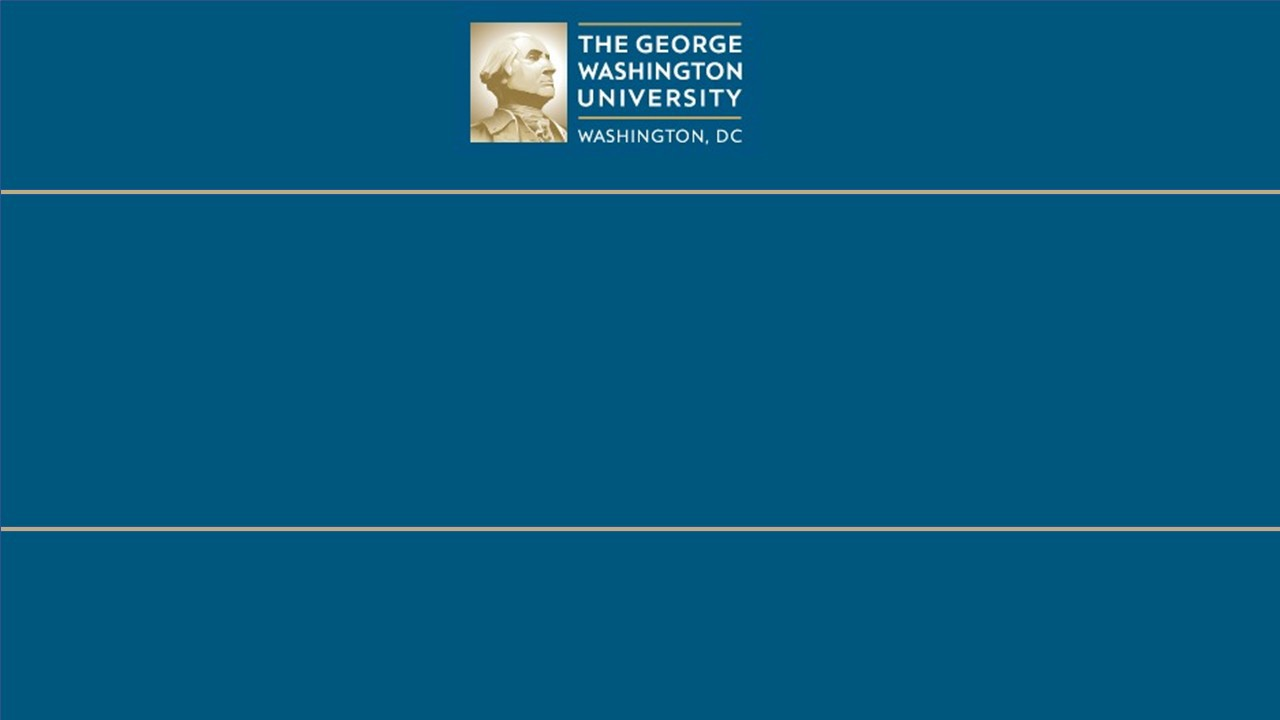 THE GEORGE
WASHINGTON
UNIVERSITY
WASHINGTON, DC